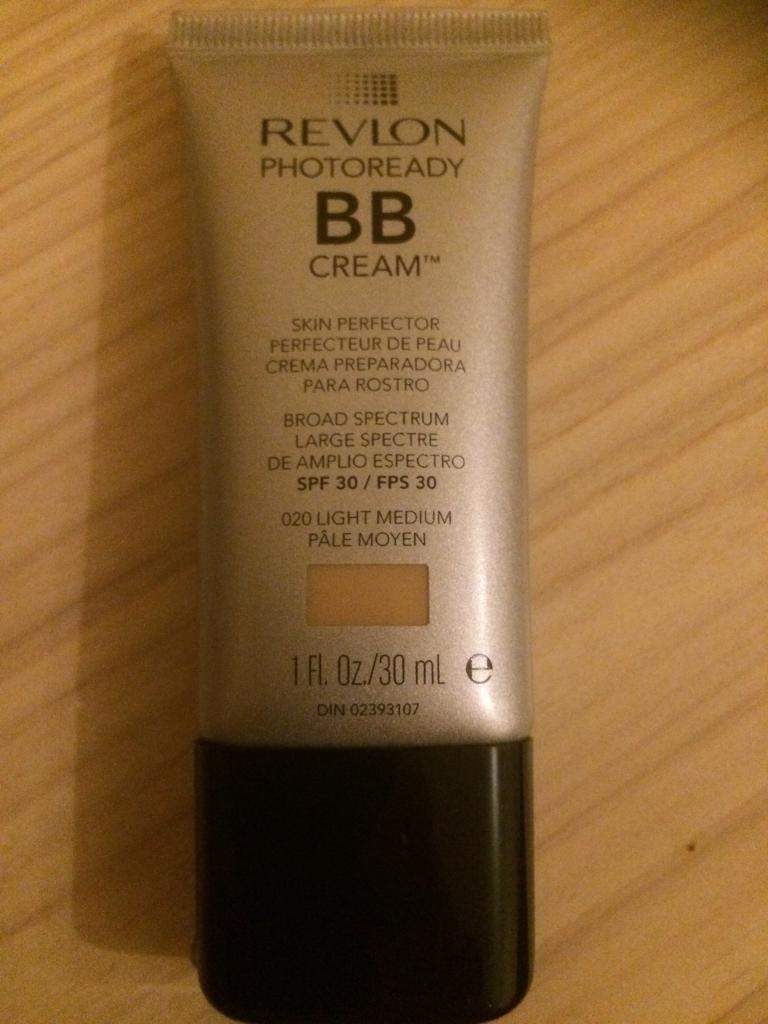 REVLON
PHOTOREADY
BB
CREAM™
SKIN PERFECTOR
PERFECTEUR DE PEAU
CREMA PREPARADORA
PARA ROSTRO
BROAD SPECTRUM
LARGE SPECTRE
DE AMPLIO ESPECTRO
SPF 30 / FPS 30
020 LIGHT MEDIUM
PÂLE MOYEN
1 Fl. Oz./30 mL ℮
DIN 02393107